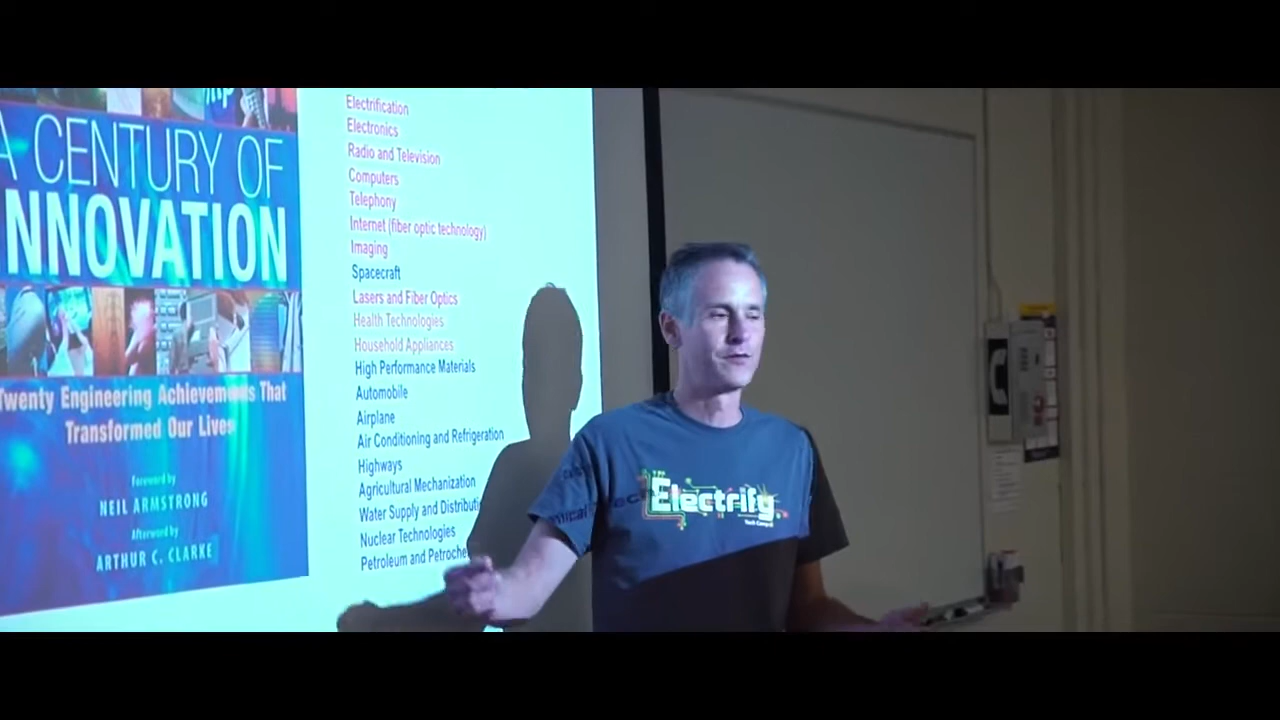 A CENTURY OF
INNOVATION
Twenty Engineering Achievements That
Transformed Our Lives
Foreword by
NEIL ARMSTRONG
Afterword by
ARTHUR C. CLARKE
Electrification
Electronics
Radio and Television
Computers
Telephony
Internet (fiber optic technology)
Imaging
Spacecraft
Lasers and Fiber Optics
Health Technologies
Household Appliances
High Performance Materials
Automobile
Airplane
Air Conditioning and Refrigeration
Highways
Agricultural Mechanization
Water Supply and Distributi
Nuclear Technologies
Petroleum and Petroche
Electrify
Tech Camp